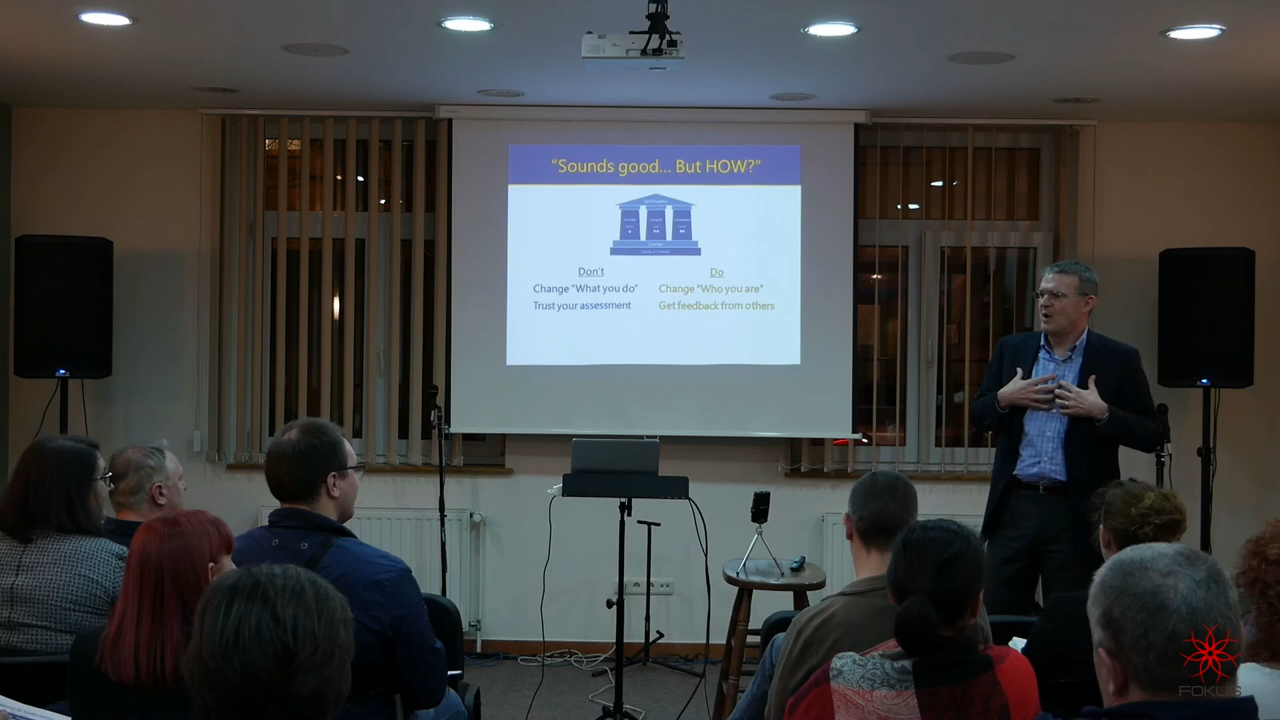 "Sounds good... But HOW?"
Don't
Do
Change "What you do"
Change "Who you are"
Trust your assessment
Get feedback from others
FOKUS